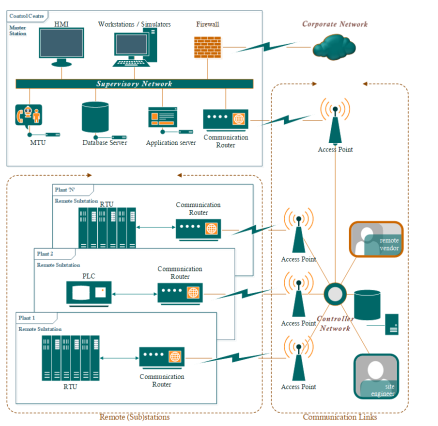 Control Centre
Master
Station
HMI
Workstations / Simulators
Firewall
Corporate Network
Supervisory Network
MTU
Database Server
Application server
Communication
Router
Access Point
Plant 'N'
Remote Substation
RTU
Communication
Router
Access Point
remote
vendor
Plant 2
Remote Substation
PLC
Communication
Router
Access Point
Controller
Network
Plant 1
Remote Substation
RTU
Communication
Router
Access Point
site
engineer
Remote (Sub)stations
Communication Links